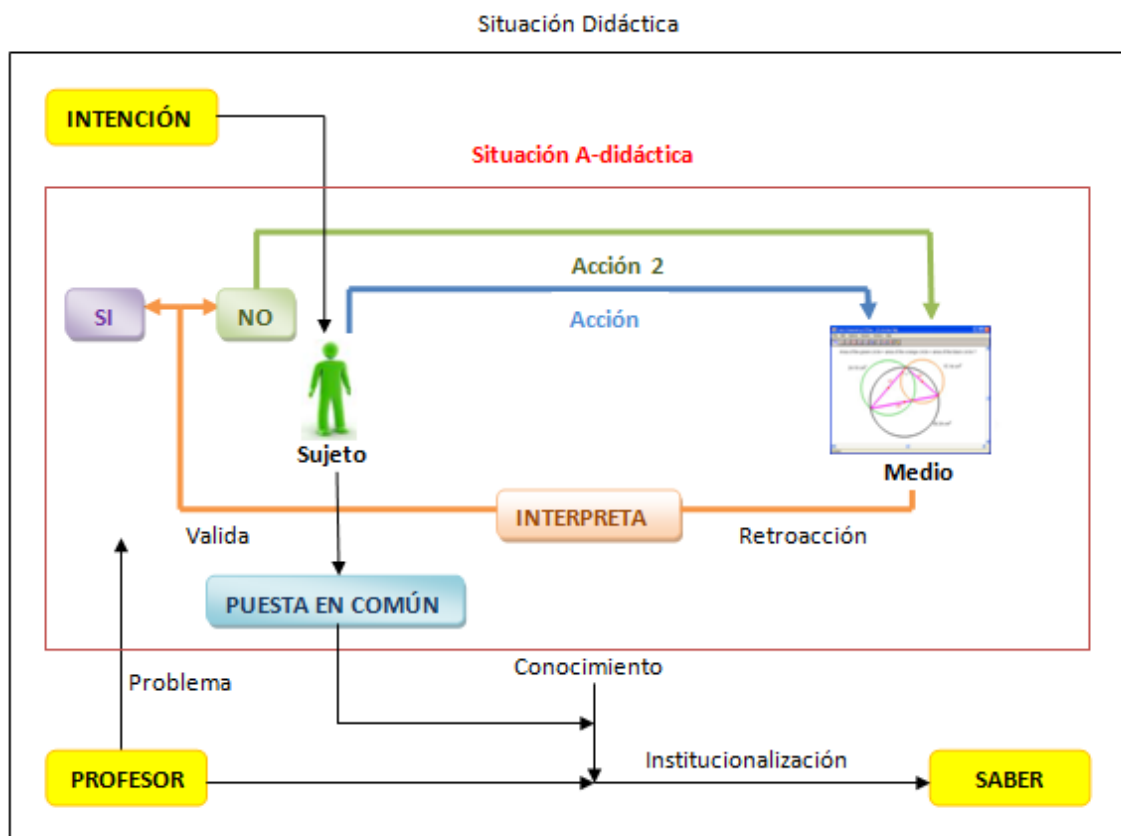 Situación Didáctica
INTENCIÓN
Situación A-didáctica
Acción 2
SI
NO
Acción
Sujeto
Medio
INTERPRETA
Valida
Retroacción
PUESTA EN COMÚN
Conocimiento
Problema
Institucionalización
PROFESOR
SABER